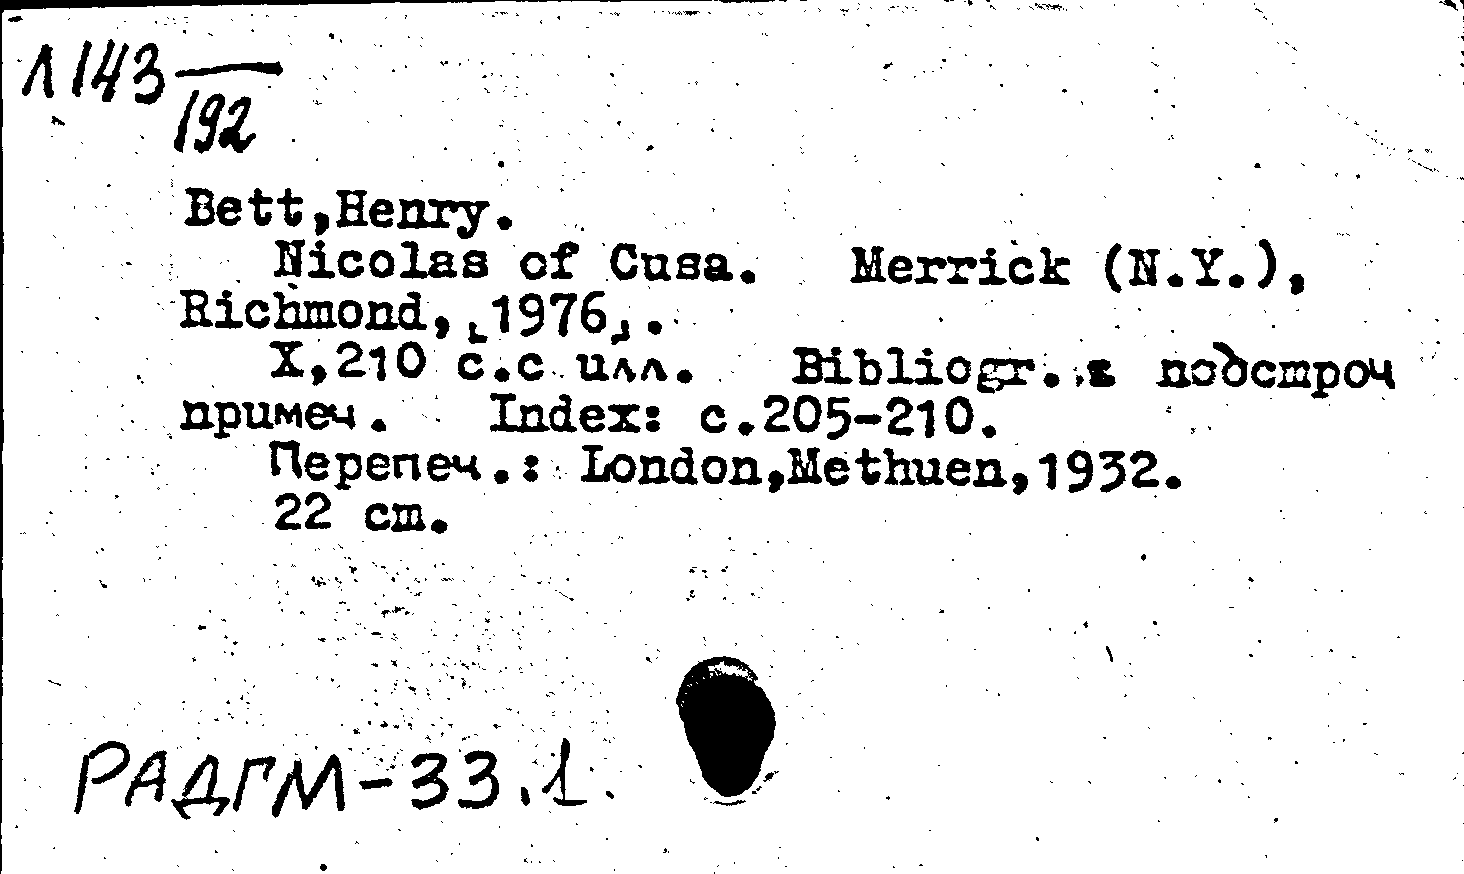 Л 143
192
Bett,Henry.
Nicolas of Cusa. Merrick (N.Y.),
Richmond, [1976].
X,210 с.с илл. Bibliogr. в подстроч
примеч. Index: с.205-210.
Перепеч.: London,Methuen,1932.
22 cm.
РАДГМ-33.1